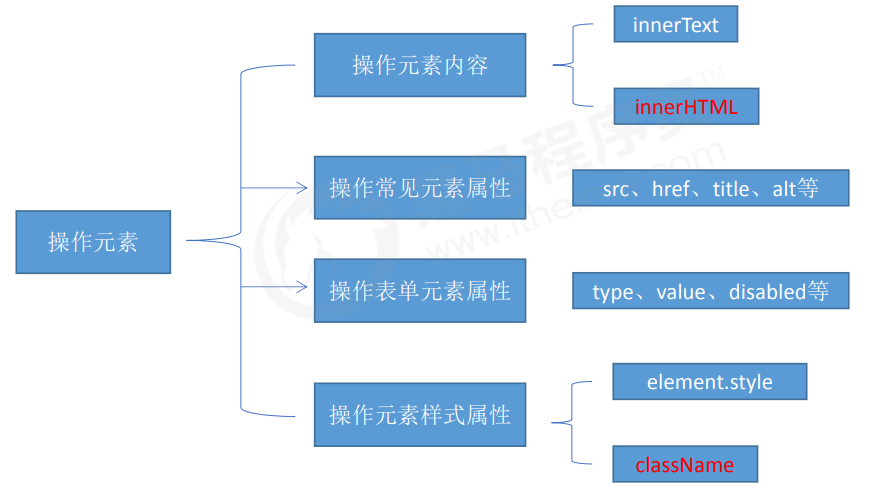 操作元素
操作元素内容
innerText
innerHTML
操作常见元素属性
src、href、title、alt等
操作表单元素属性
type、value、disabled等
操作元素样式属性
element.style
className